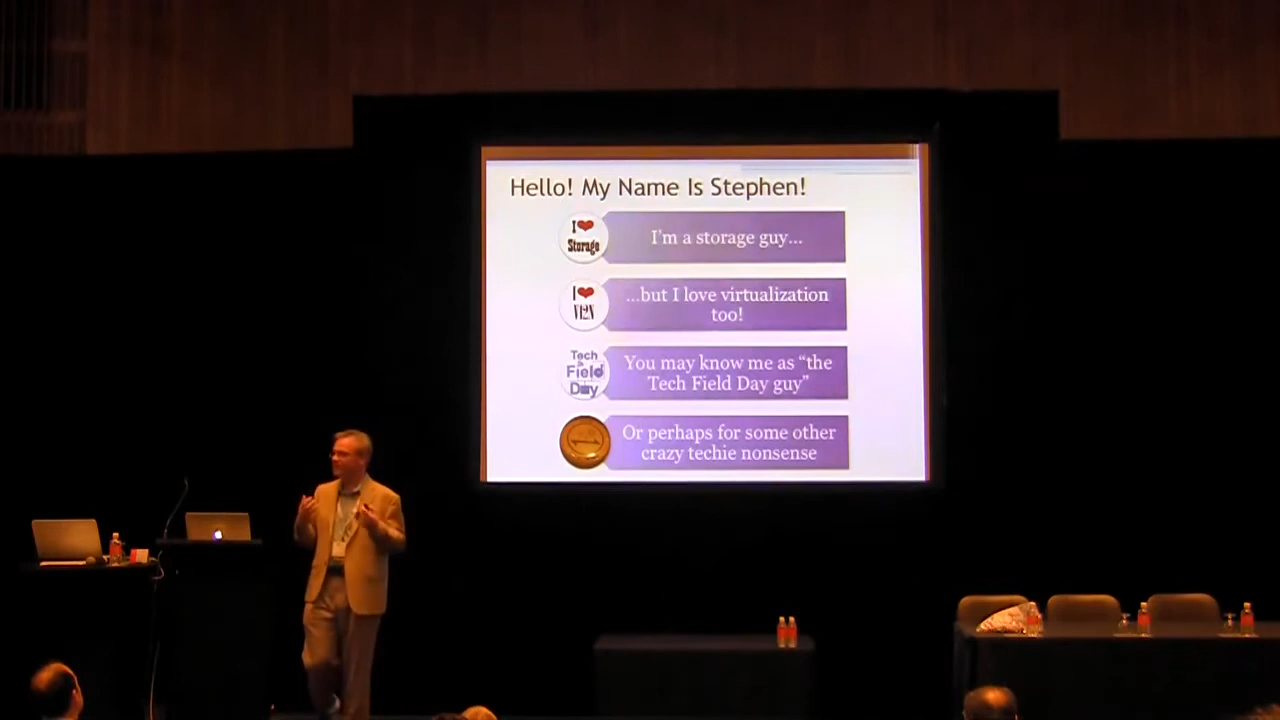 Hello! My Name Is Stephen!
I ❤
Storage
I'm a storage guy...
I ❤
...but I love virtualization
too!
Tech
Field
Day
You may know me as “the
Tech Field Day guy”
Or perhaps for some other
crazy techie nonsense